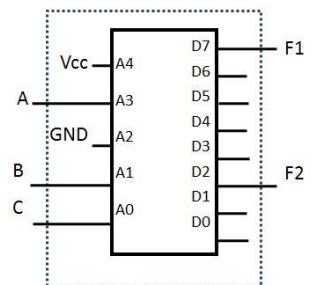 D7 F1
Vcc A4 D6
A A3 D5
D4
GND A2 D3
B A1 D2 F2
D1
C A0 D0